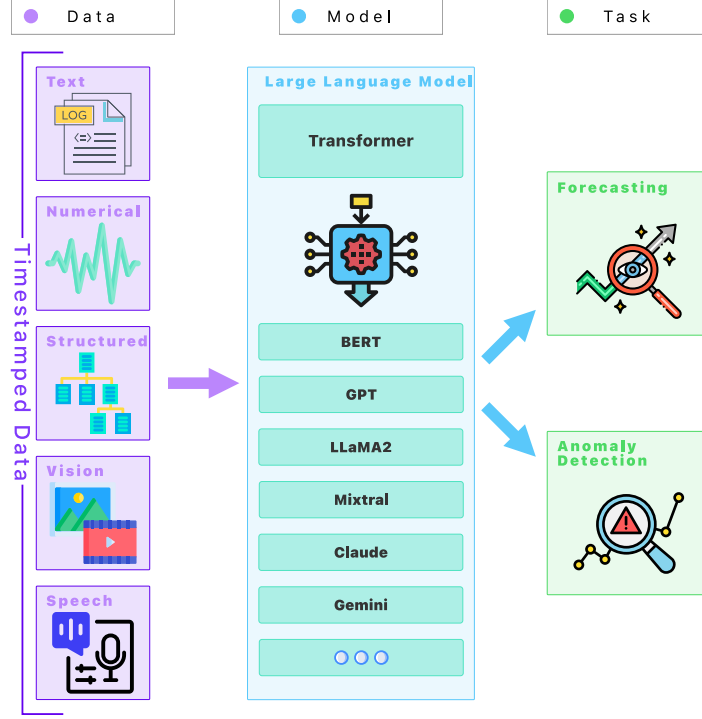 Data
Model
Task
Timestamped Data
Text
LOG
<=>
Numerical
Structured
Vision
Speech
Large Language Model
Transformer
BERT
GPT
LLaMA2
Mixtral
Claude
Gemini
Forecasting
Anomaly
Detection